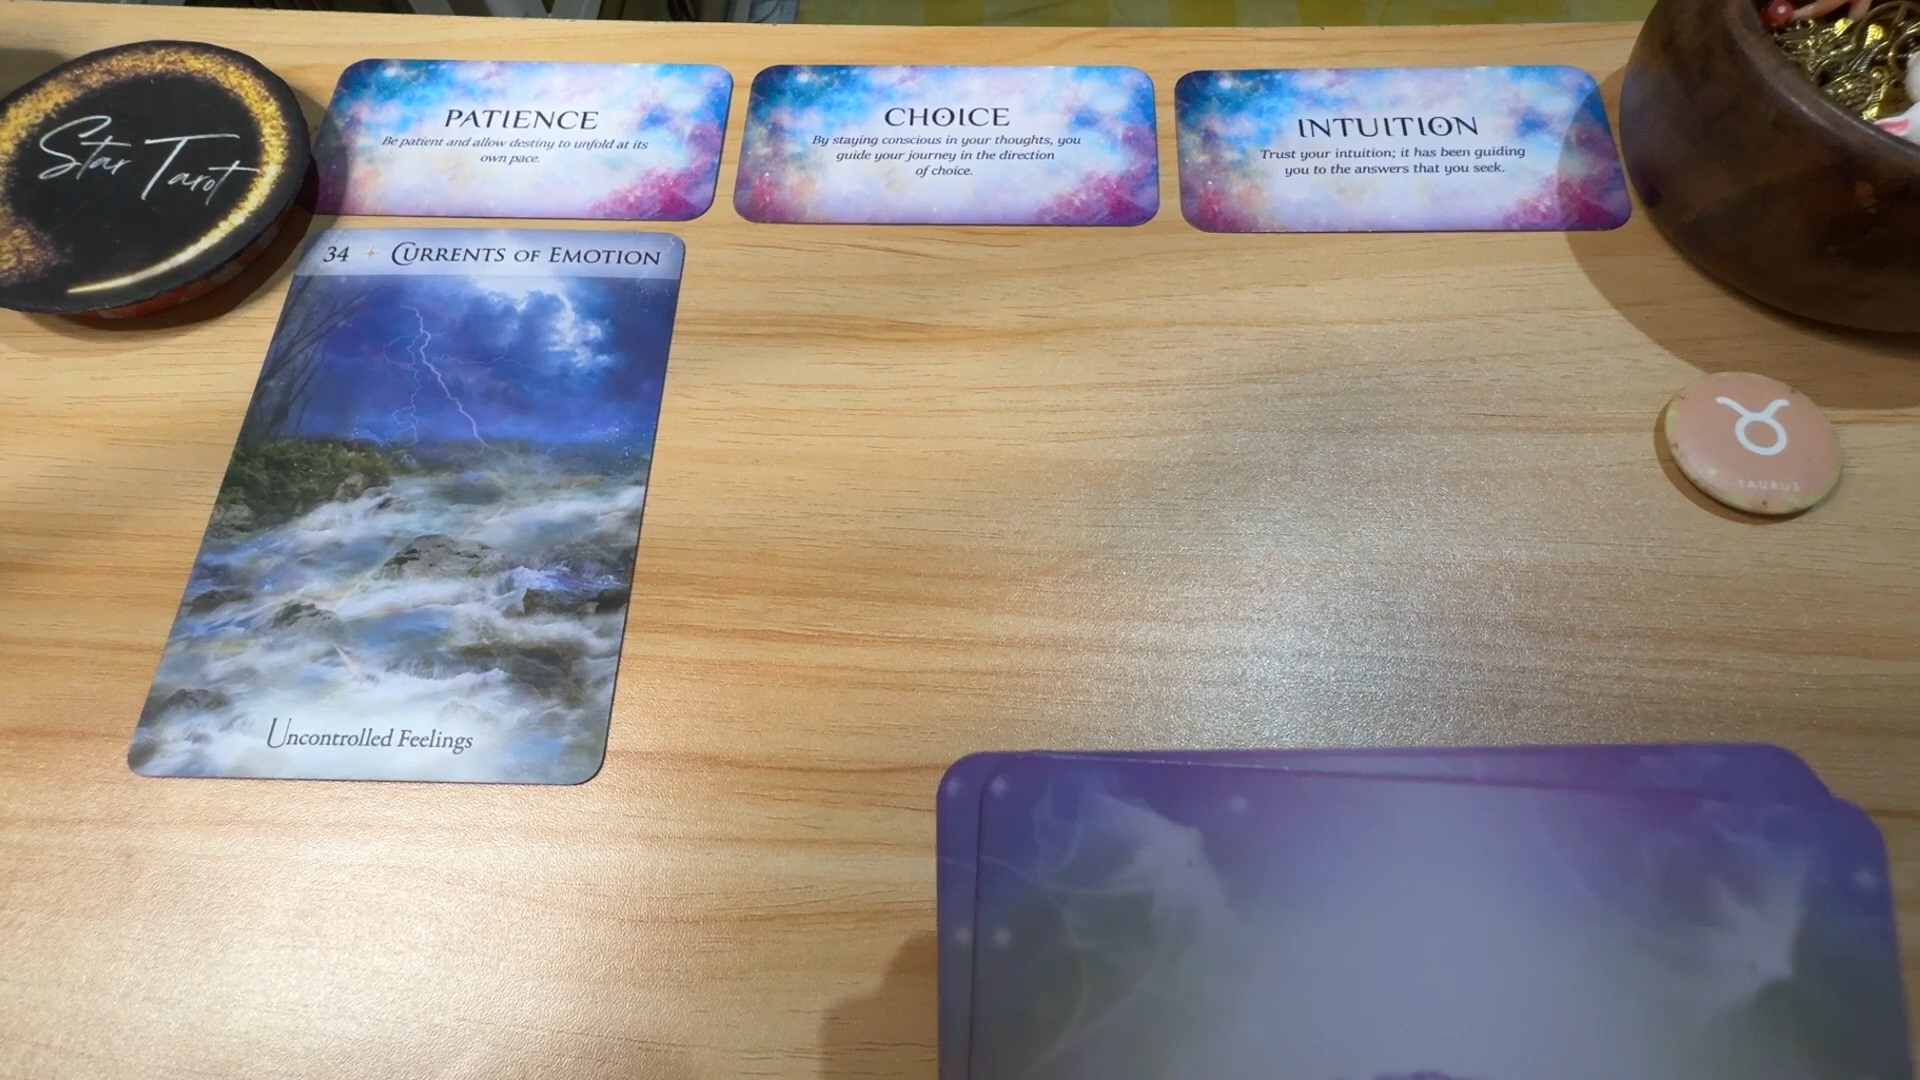 Star Tarot
PATIENCE
Be patient and allow destiny to unfold at its
own pace.
CHOICE
By staying conscious in your thoughts, you
guide your journey in the direction
of choice.
INTUITION
Trust your intuition; it has been guiding
you to the answers that you seek.
34 CURRENTS OF EMOTION
Uncontrolled Feelings
TAURUS